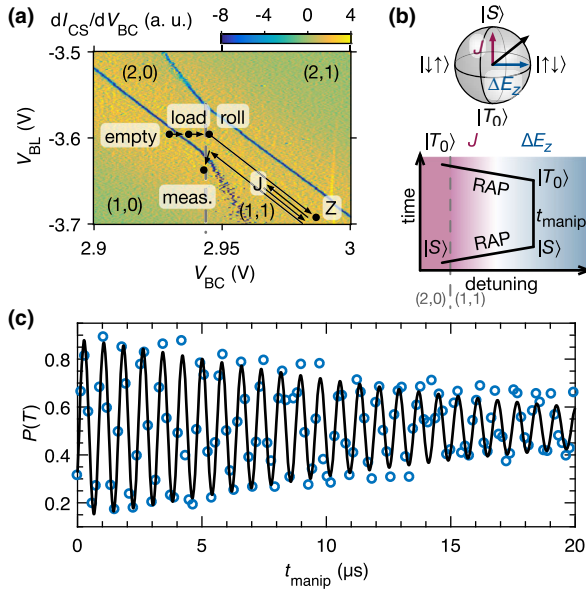 (a)
dI_CS/dV_BC (a. u.)
-8 -4 0 4
-3.5
-3.6
-3.7
V_BL (V)
(2,0)
(2,1)
load roll
empty
J
Z
meas.
(1,0)
(1,1)
2.9 2.95 3
V_BC (V)
(b)
|S⟩
J
|↓↑⟩
|↑↓⟩
ΔE_z
|T₀⟩
|T₀⟩ J ΔE_z
RAP
|T₀⟩
time
t_manip
|S⟩
RAP
|S⟩
detuning
(2,0) (1,1)
(c)
0.8
0.6
0.4
0.2
P(T)
0 5 10 15 20
t_manip (μs)